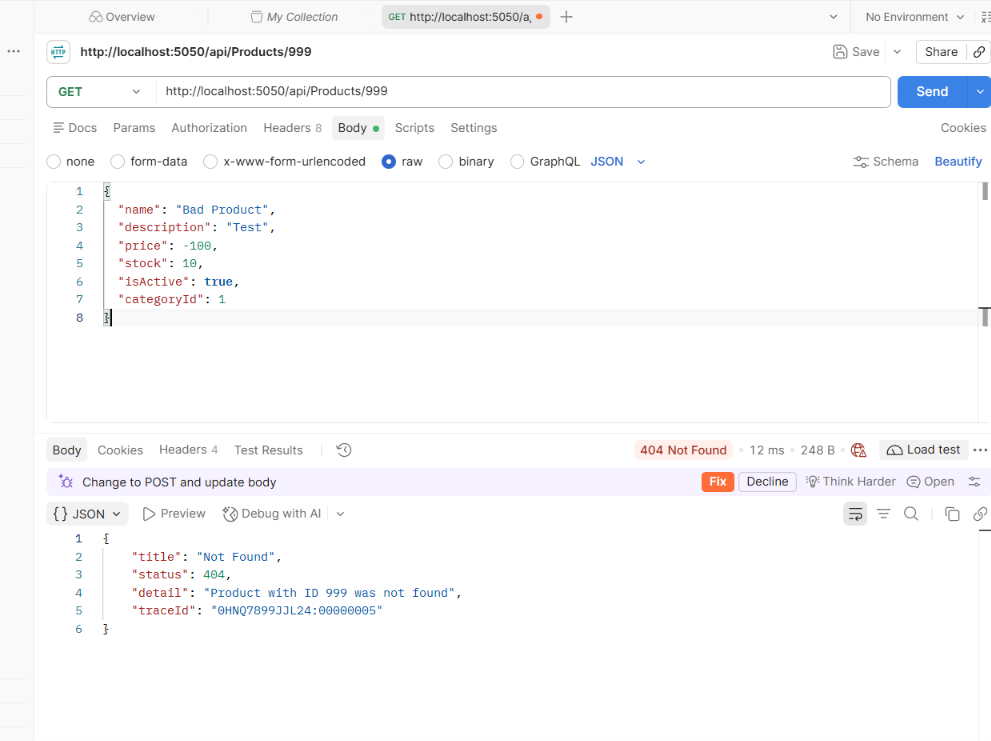 Overview My Collection GET http://localhost:5050/a, No Environment
HTTP http://localhost:5050/api/Products/999 Save Share
GET http://localhost:5050/api/Products/999 Send
Docs Params Authorization Headers 8 Body Scripts Settings Cookies
none form-data x-www-form-urlencoded raw binary GraphQL JSON Schema Beautify
1 {
2 "name": "Bad Product",
3 "description": "Test",
4 "price": -100,
5 "stock": 10,
6 "isActive": true,
7 "categoryId": 1
8 }
Body Cookies Headers 4 Test Results 404 Not Found • 12 ms • 248 B • Load test
Change to POST and update body Fix Decline Think Harder Open
{} JSON Preview Debug with AI
1 {
2 "title": "Not Found",
3 "status": 404,
4 "detail": "Product with ID 999 was not found",
5 "traceId": "0HNQ7899JJL24:00000005"
6 }